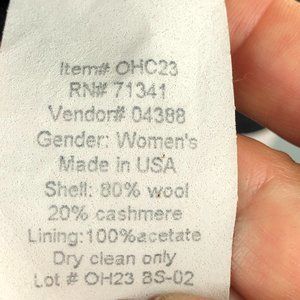 Item# OHC23
RN# 71341
Vendor# 04388
Gender: Women's
Made in USA
Shell: 80% wool
20% cashmere
Lining:100%acetate
Dry clean only
Lot # OH23 BS-02